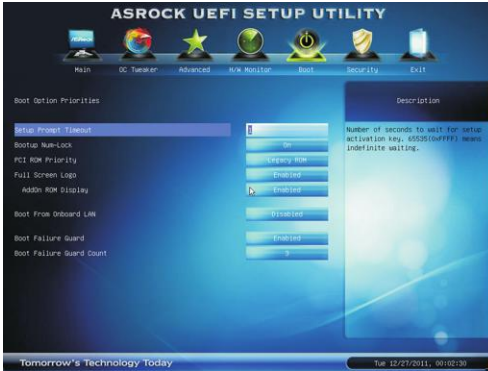 ASROCK UEFI SETUP UTILITY
Main
OC Tweaker
Advanced
H/W Monitor
Boot
Security
Exit
Boot Option Priorities
Description
Setup Prompt Timeout
1
Number of seconds to wait for setup
activation key. 65535(0xFFFF) means
indefinite waiting.
Bootup Num-Lock
On
PCI ROM Priority
Legacy ROM
Full Screen Logo
Enabled
AddOn ROM Display
Enabled
Boot From Onboard LAN
Disabled
Boot Failure Guard
Enabled
Boot Failure Guard Count
3
Tomorrow's Technology Today
Tue 12/27/2011, 00:02:30